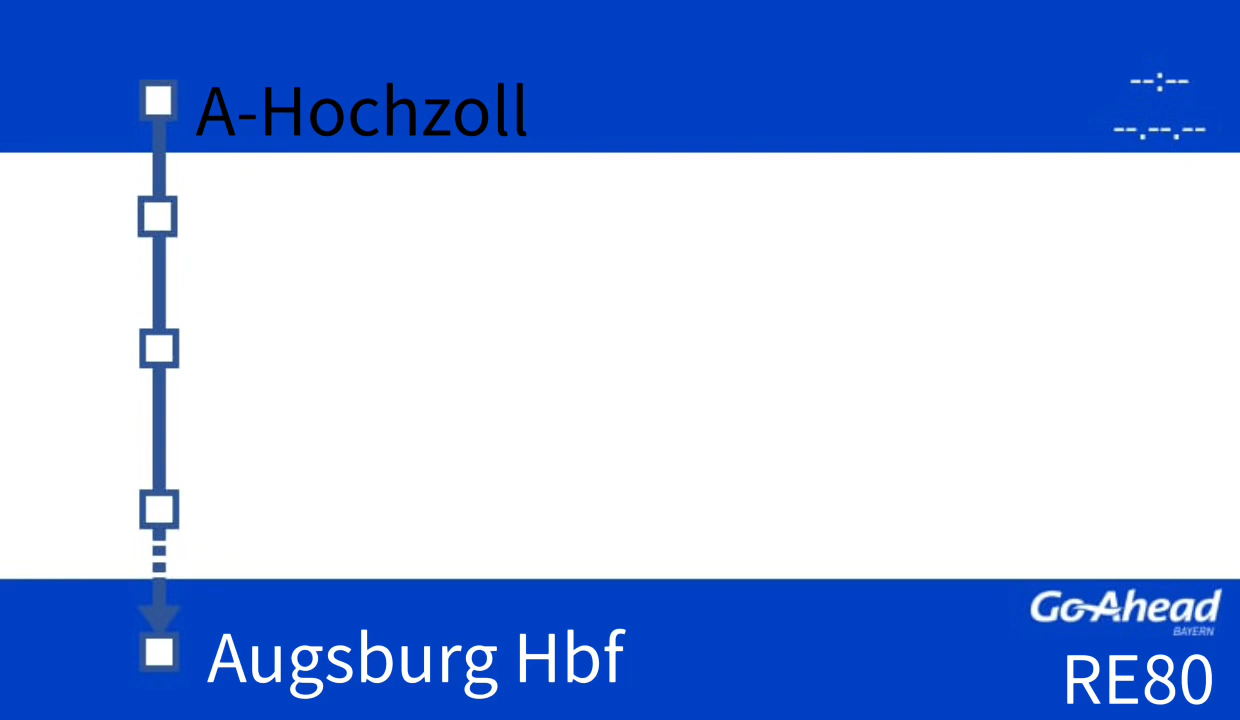 A-Hochzoll
--:--
--.--.--
Augsburg Hbf
Go-Ahead
BAYERN
RE80